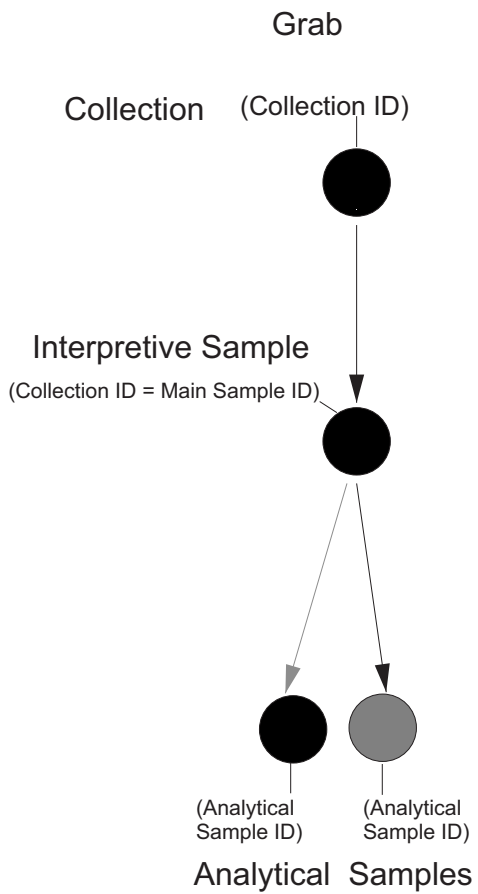 Grab
Collection (Collection ID)
Interpretive Sample
(Collection ID = Main Sample ID)
(Analytical
Sample ID)
(Analytical
Sample ID)
Analytical Samples